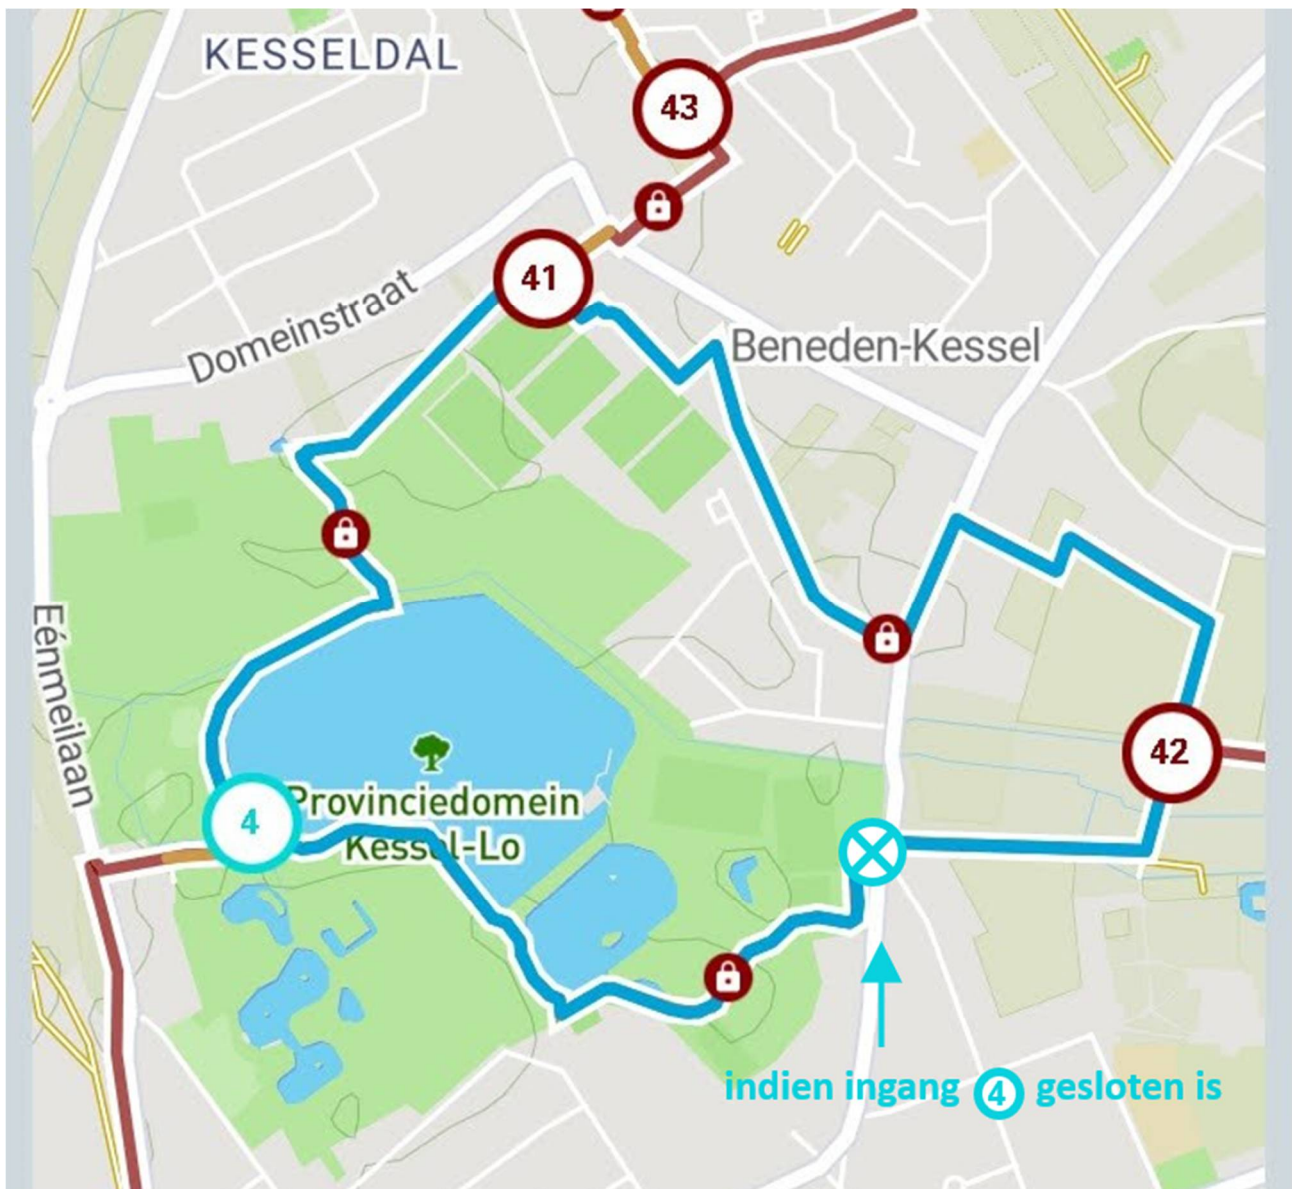 KESSELDAL
43
41
Domeinstraat
Beneden-Kessel
Eénmeilaan
42
4
Provinciedomein
Kessel-Lo
indien ingang 4 gesloten is